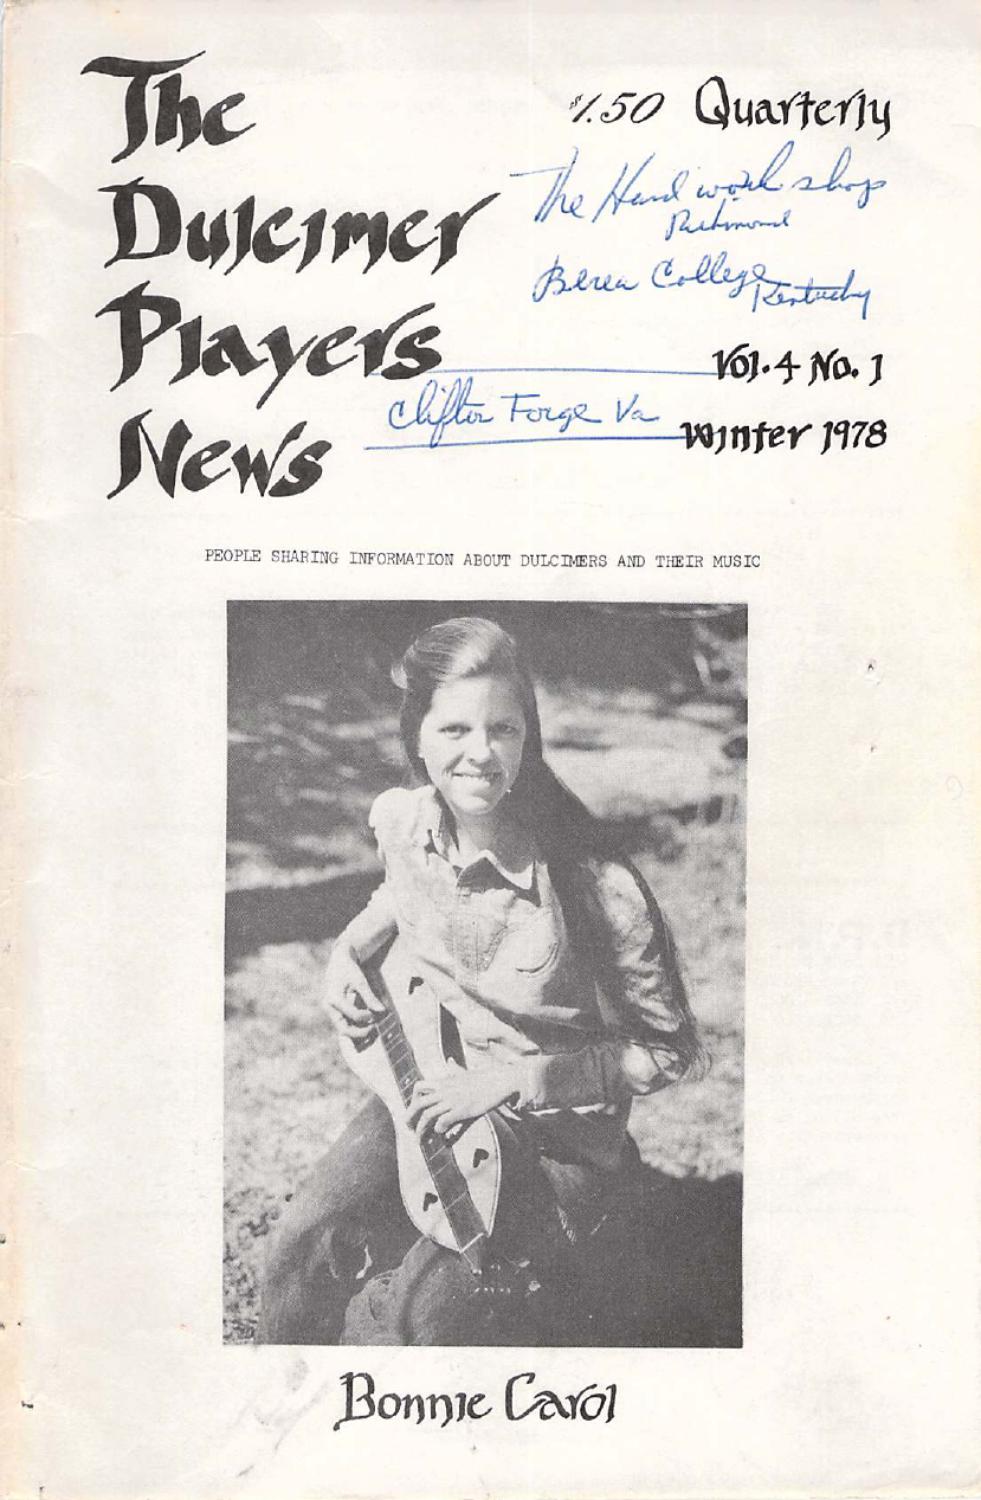 The
Dulcimer
Players
News
$1.50 Quarterly
The Hand work shop
Richmond
Berea College
Kentucky
Vol. 4 No. 1
Clifton Forge Va
Winter 1978
PEOPLE SHARING INFORMATION ABOUT DULCIMERS AND THEIR MUSIC
Bonnie Carol